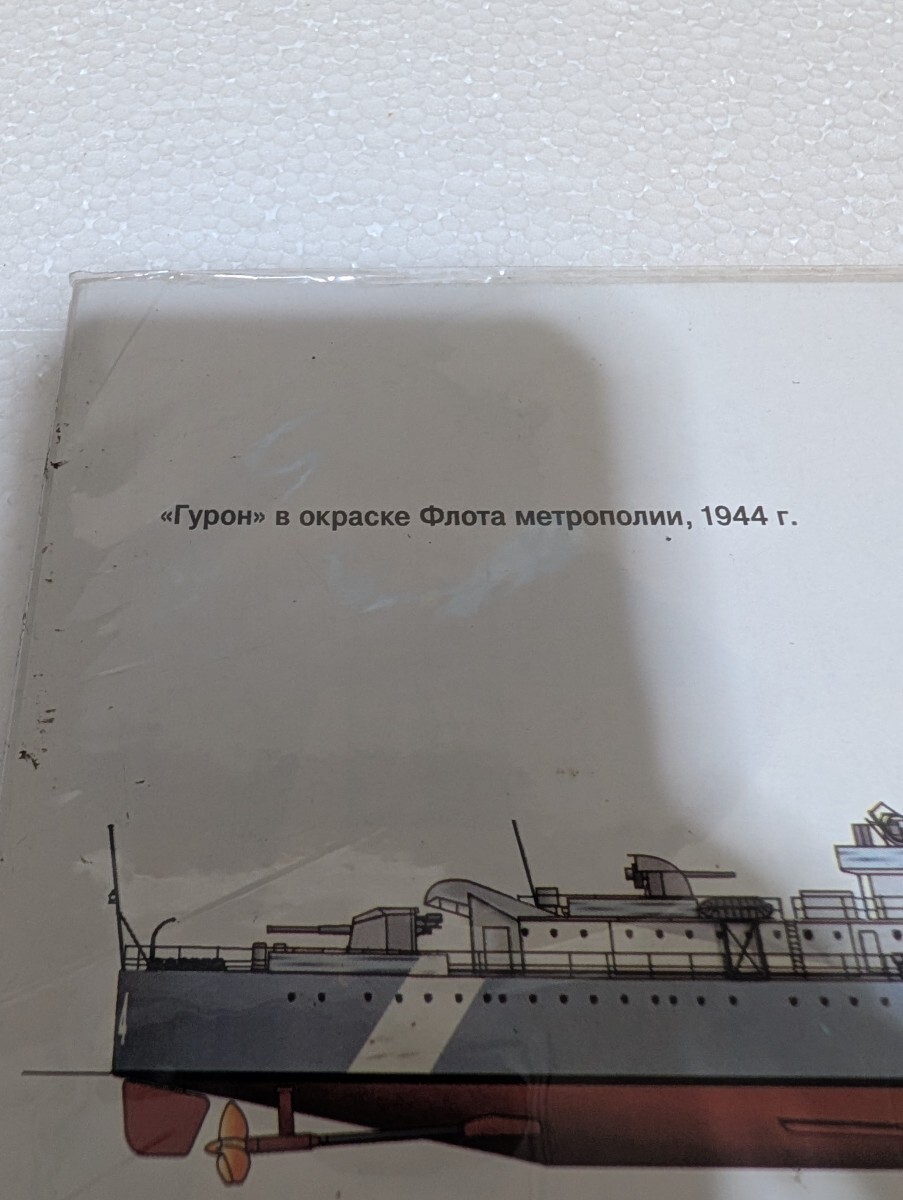 «Гурон» в окраске Флота метрополии, 1944 г.